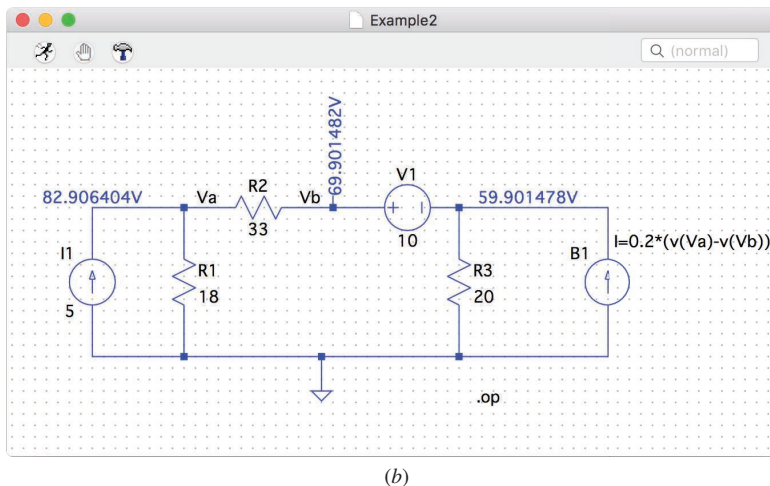 Example2
(normal)
69.901482V
82.906404V
Va
R2
33
Vb
V1
10
59.901478V
I=0.2*(v(Va)-v(Vb))
I1
5
R1
18
R3
20
B1
.op
(b)